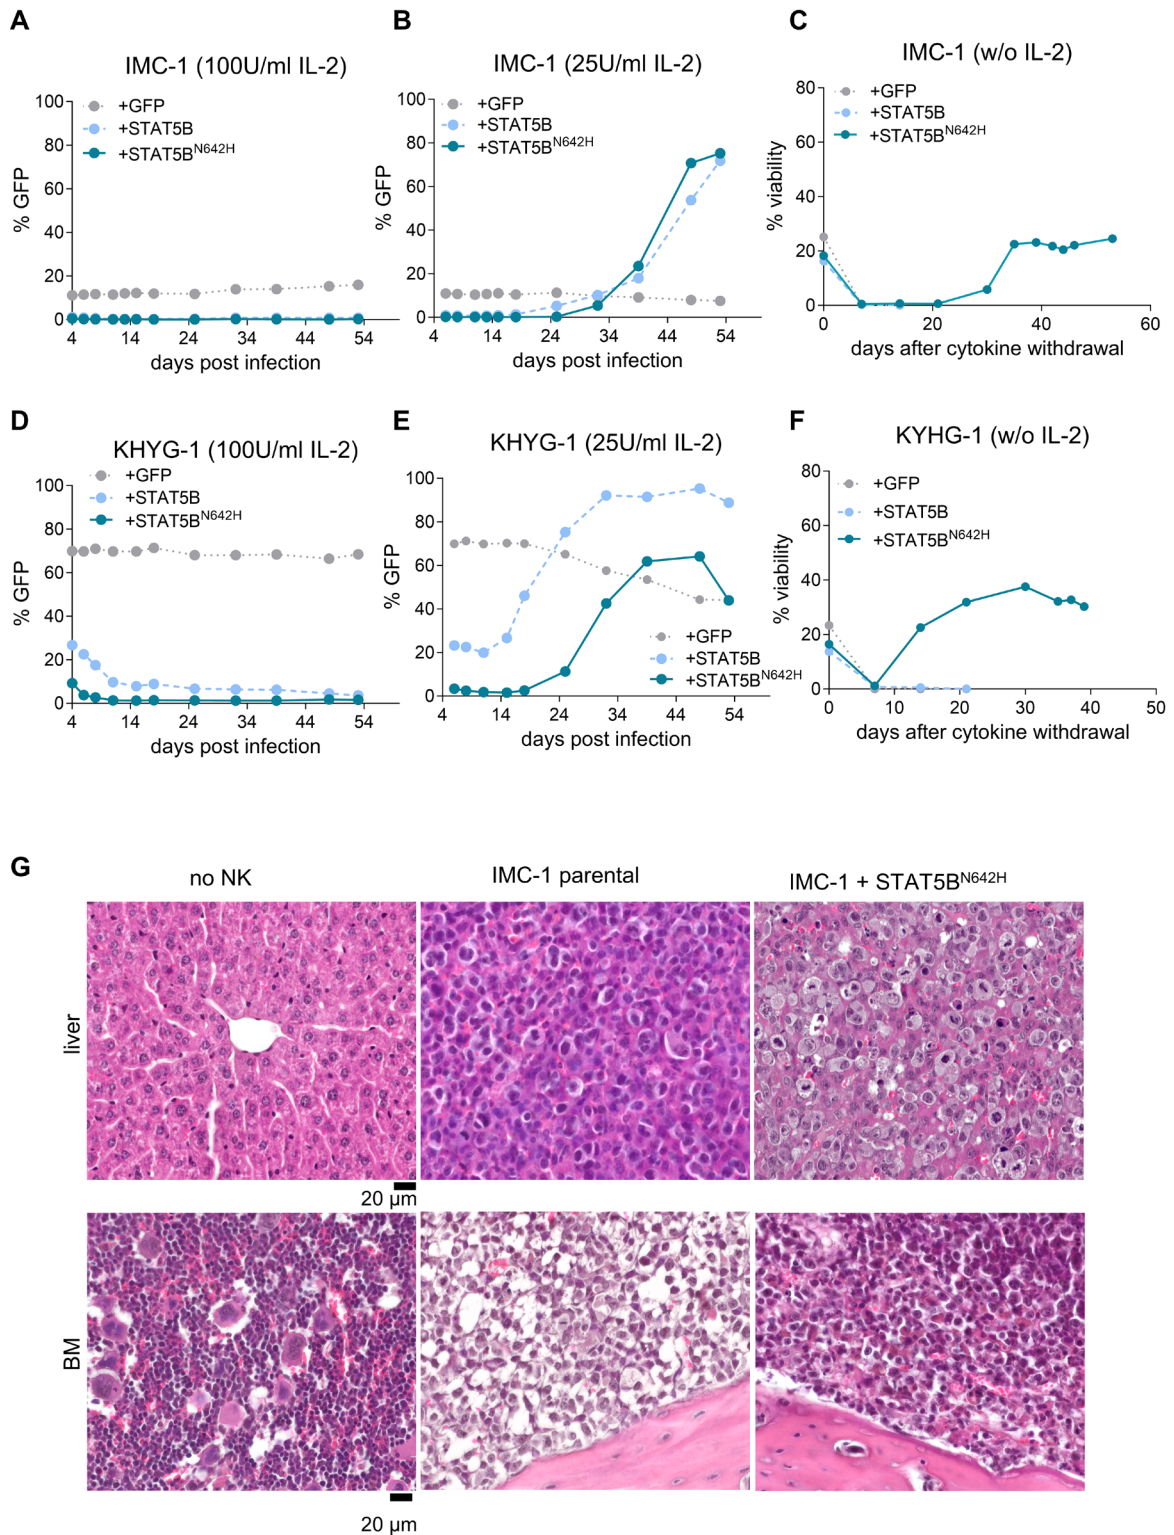 A
IMC-1 (100U/ml IL-2)
+GFP
+STAT5B
+STAT5BN642H
100
80
60
40
20
0
% GFP
4 14 24 34 44 54
days post infection
B
IMC-1 (25U/ml IL-2)
+GFP
+STAT5B
+STAT5BN642H
100
80
60
40
20
0
% GFP
4 14 24 34 44 54
days post infection
C
IMC-1 (w/o IL-2)
+GFP
+STAT5B
+STAT5BN642H
80
60
40
20
0
% viability
0 20 40 60
days after cytokine withdrawal
D
KHYG-1 (100U/ml IL-2)
+GFP
+STAT5B
+STAT5BN642H
100
80
60
40
20
0
% GFP
4 14 24 34 44 54
days post infection
E
KHYG-1 (25U/ml IL-2)
100
80
60
40
20
0
% GFP
+GFP
+STAT5B
+STAT5BN642H
4 14 24 34 44 54
days post infection
F
KYHG-1 (w/o IL-2)
+GFP
+STAT5B
+STAT5BN642H
80
60
40
20
0
% viability
0 10 20 30 40 50
days after cytokine withdrawal
G
no NK
IMC-1 parental
IMC-1 + STAT5BN642H
liver
20 µm
BM
20 µm